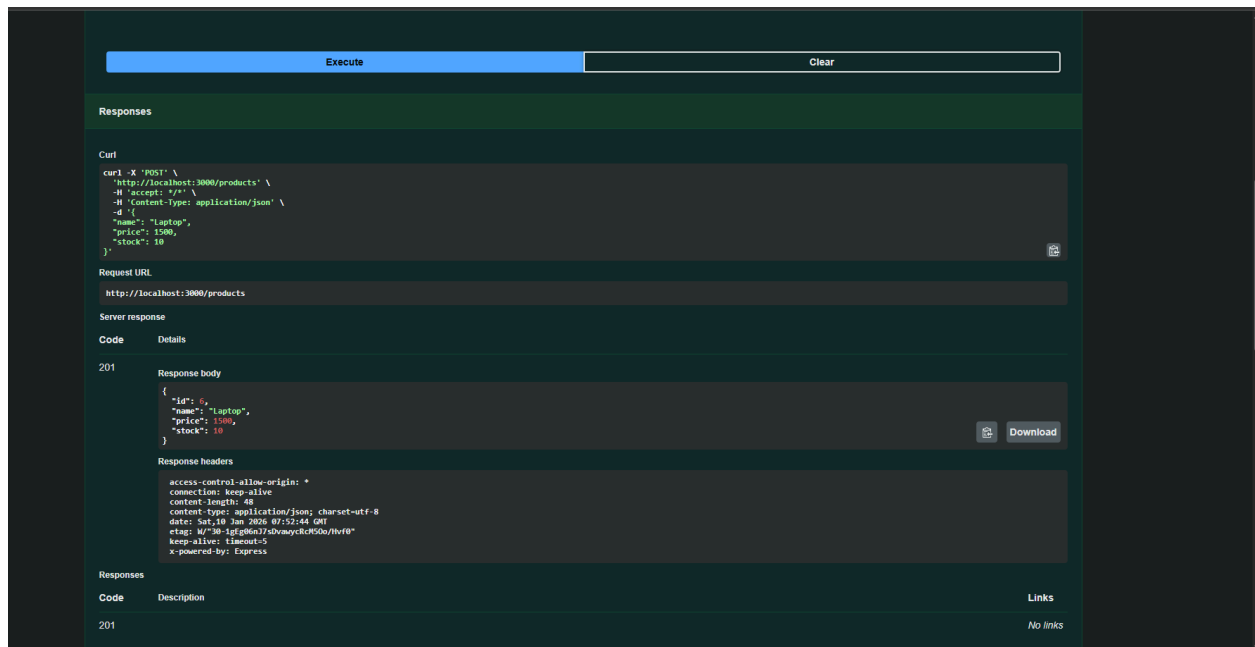 Execute Clear
Responses
Curl
curl -X 'POST' \
'http://localhost:3000/products' \
-H 'accept: */*' \
-H 'Content-Type: application/json' \
-d '{
"name": "Laptop",
"price": 1500,
"stock": 10
}'
Request URL
http://localhost:3000/products
Server response
Code Details
201
Response body
{
"id": 6,
"name": "Laptop",
"price": 1500,
"stock": 10
}
Download
Response headers
access-control-allow-origin: *
connection: keep-alive
content-length: 48
content-type: application/json; charset=utf-8
date: Sat,10 Jan 2026 07:52:44 GMT
etag: W/"30-1gEg06nJ7sDvawycRcM5Oo/Hvf0"
keep-alive: timeout=5
x-powered-by: Express
Responses
Code Description Links
201 No links